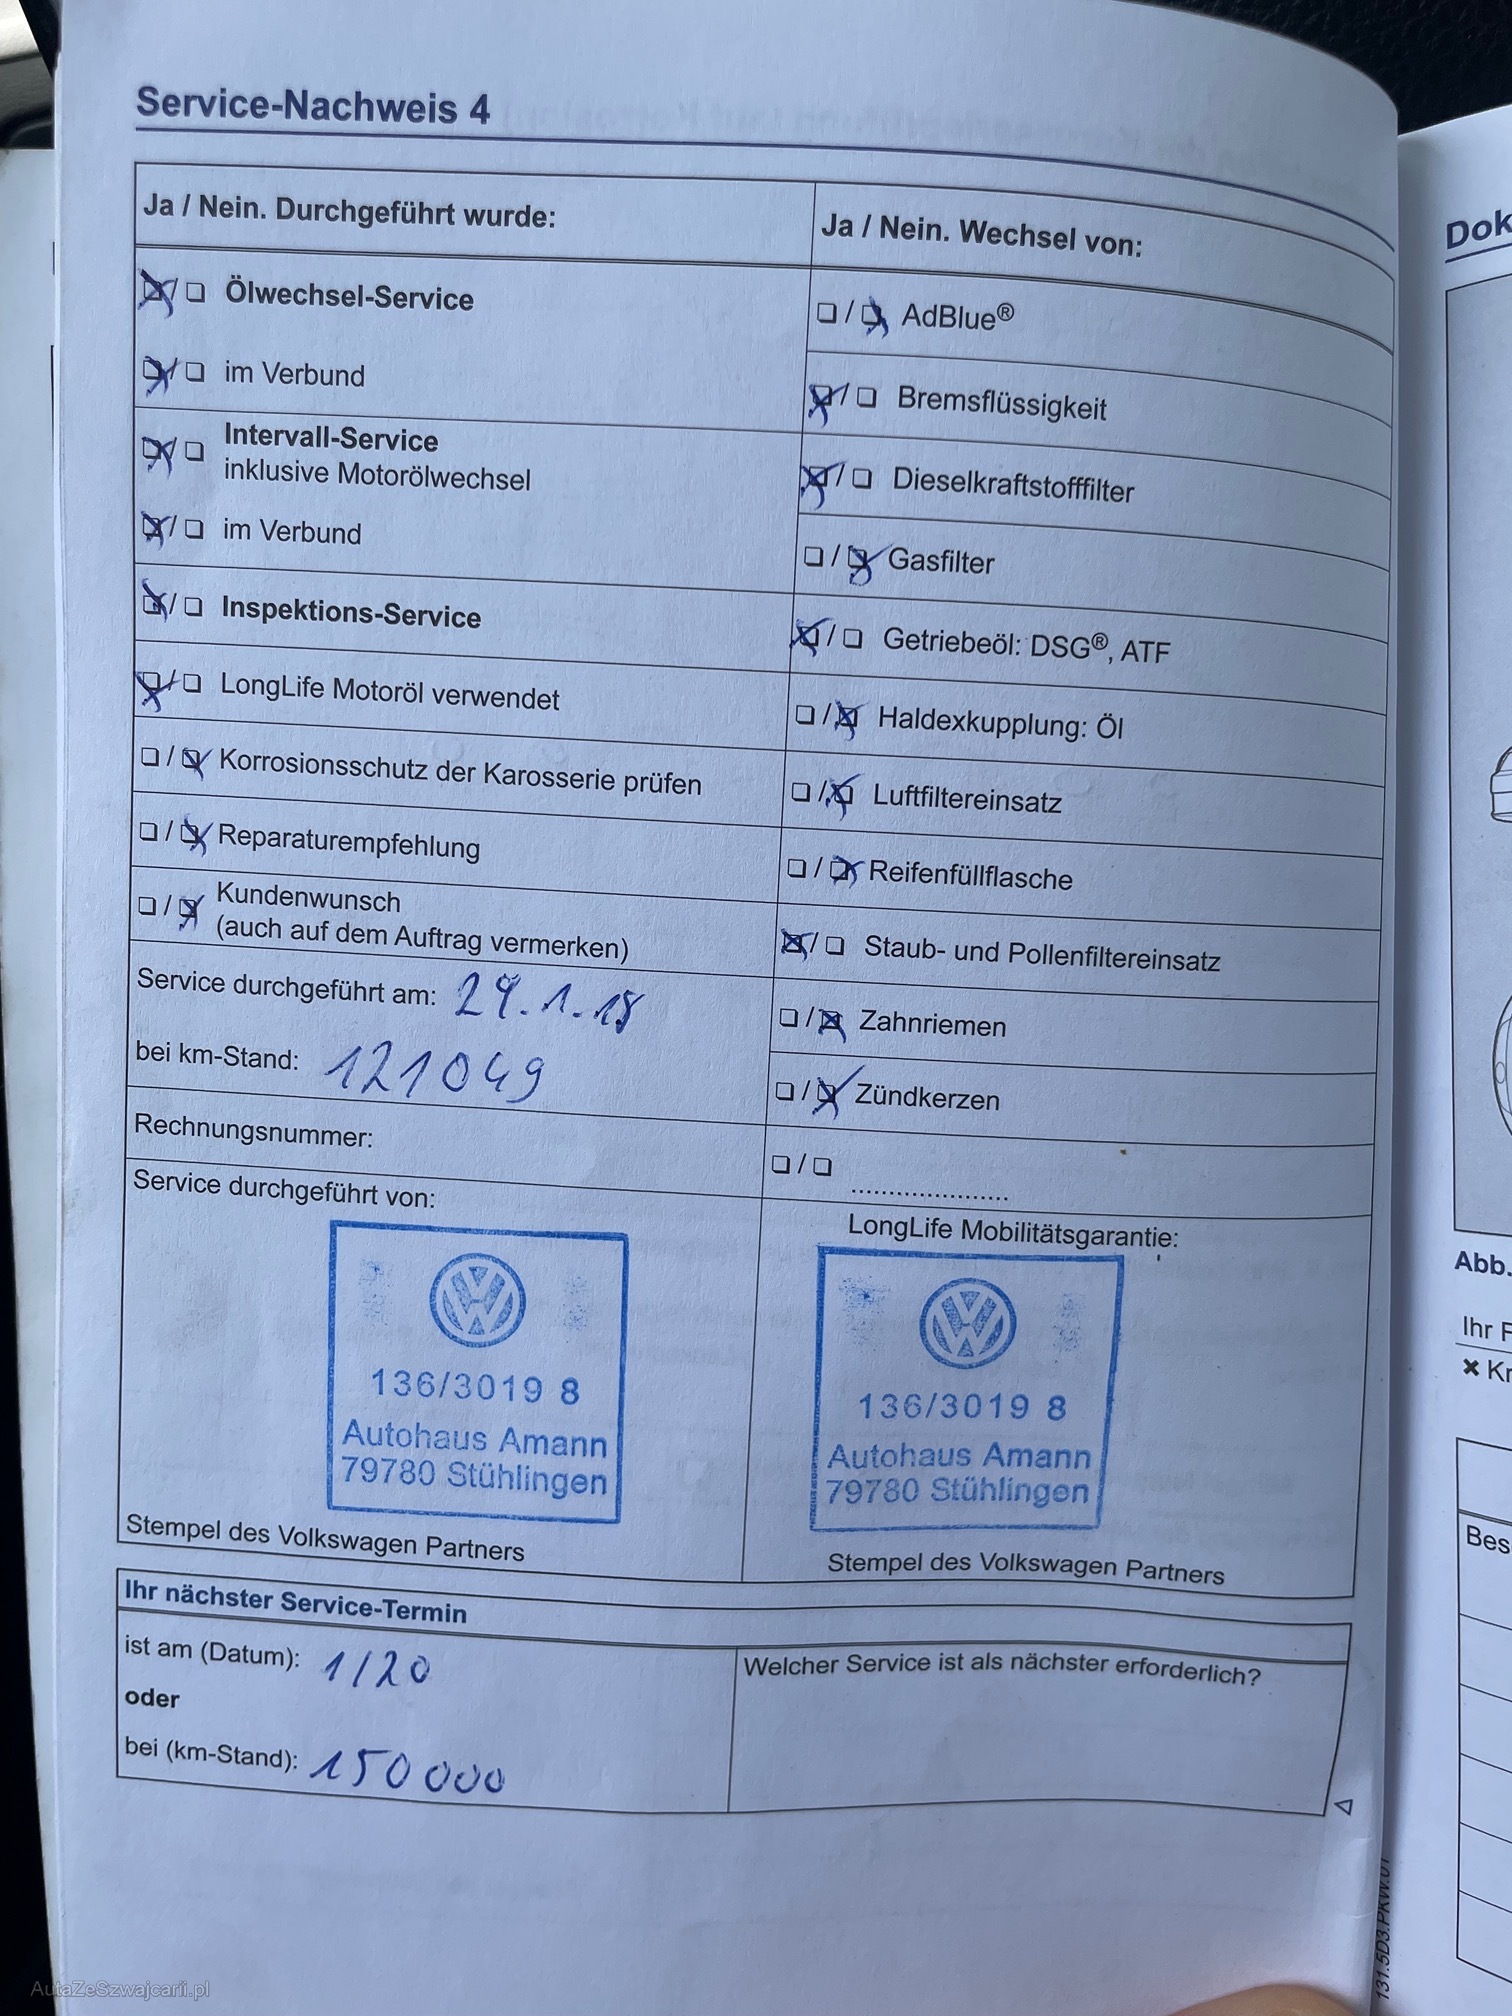 Service-Nachweis 4
Ja / Nein. Durchgeführt wurde:
☒/☐ Ölwechsel-Service
☒/☐ im Verbund
☒/☐ Intervall-Service
inklusive Motorölwechsel
☒/☐ im Verbund
☒/☐ Inspektions-Service
☒/☐ LongLife Motoröl verwendet
☐/☒ Korrosionsschutz der Karosserie prüfen
☐/☒ Reparaturempfehlung
☐/☒ Kundenwunsch
(auch auf dem Auftrag vermerken)
Service durchgeführt am: 24.1.18
bei km-Stand: 121049
Rechnungsnummer:
Service durchgeführt von:
136/3019 8
Autohaus Amann
79780 Stühlingen
Stempel des Volkswagen Partners
Ja / Nein. Wechsel von:
☐/☒ AdBlue®
☒/☐ Bremsflüssigkeit
☒/☐ Dieselkraftstofffilter
☐/☒ Gasfilter
☒/☐ Getriebeöl: DSG®, ATF
☐/☒ Haldexkupplung: Öl
☐/☒ Luftfiltereinsatz
☐/☒ Reifenfüllflasche
☒/☐ Staub- und Pollenfiltereinsatz
☐/☒ Zahnriemen
☐/☒ Zündkerzen
☐/☐ .....................
LongLife Mobilitätsgarantie:
136/3019 8
Autohaus Amann
79780 Stühlingen
Stempel des Volkswagen Partners
Ihr nächster Service-Termin
ist am (Datum): 1/20
oder
bei (km-Stand): 150000
Welcher Service ist als nächster erforderlich?
131.5D3.PKW.01
Dok
Abb.
Ihr F
✖ Kr
Bes
AutaZeSzwajcarii.pl